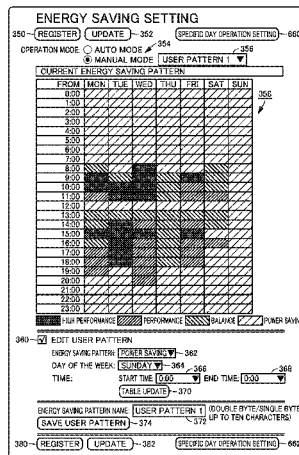 ENERGY SAVING SETTING
350 REGISTER UPDATE 352 SPECIFIC DAY OPERATION SETTING 660
OPERATION MODE: AUTO MODE 354
MANUAL MODE USER PATTERN 1 356
CURRENT ENERGY SAVING PATTERN
FROM MON TUE WED THU FRI SAT SUN
358
0:00
1:00
2:00
3:00
4:00
5:00
6:00
7:00
8:00
9:00
10:00
11:00
12:00
13:00
14:00
15:00
16:00
17:00
18:00
19:00
20:00
21:00
22:00
23:00
HIGH PERFORMANCE PERFORMANCE BALANCE POWER SAVIN
360 EDIT USER PATTERN
ENERGY SAVING PATTERN: POWER SAVING 362
DAY OF THE WEEK: SUNDAY 364
366 368
TIME: START TIME 0:00 END TIME: 0:00
TABLE UPDATE 370
ENERGY SAVING PATTERN NAME: USER PATTERN 1 (DOUBLE BYTE/SINGLE BYTE
SAVE USER PATTERN 374 372 UP TO TEN CHARACTERS)
380 REGISTER UPDATE 382 SPECIFIC DAY OPERATION SETTING 662